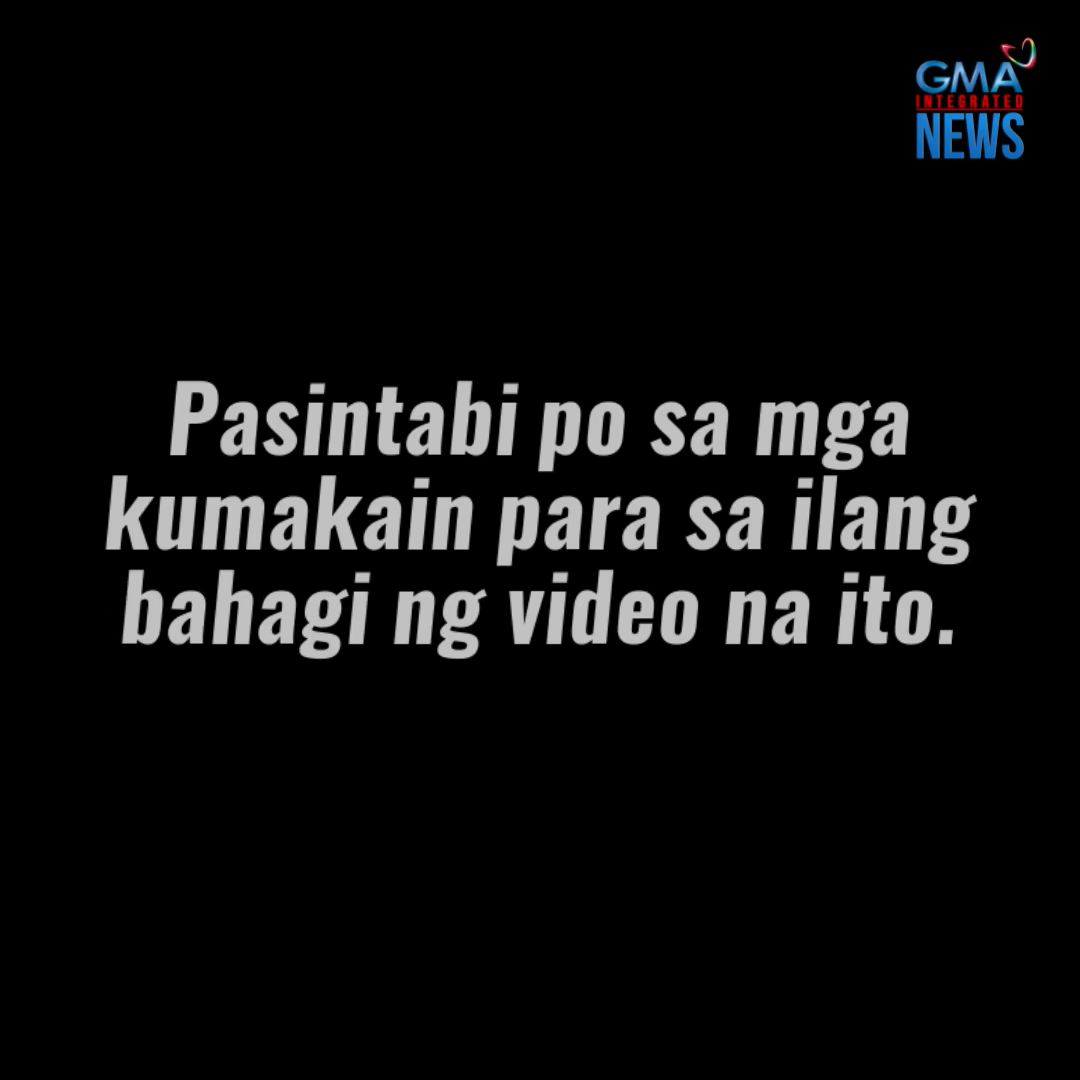 GMA
INTEGRATED
NEWS
Pasintabi po sa mga
kumakain para sa ilang
bahagi ng video na ito.